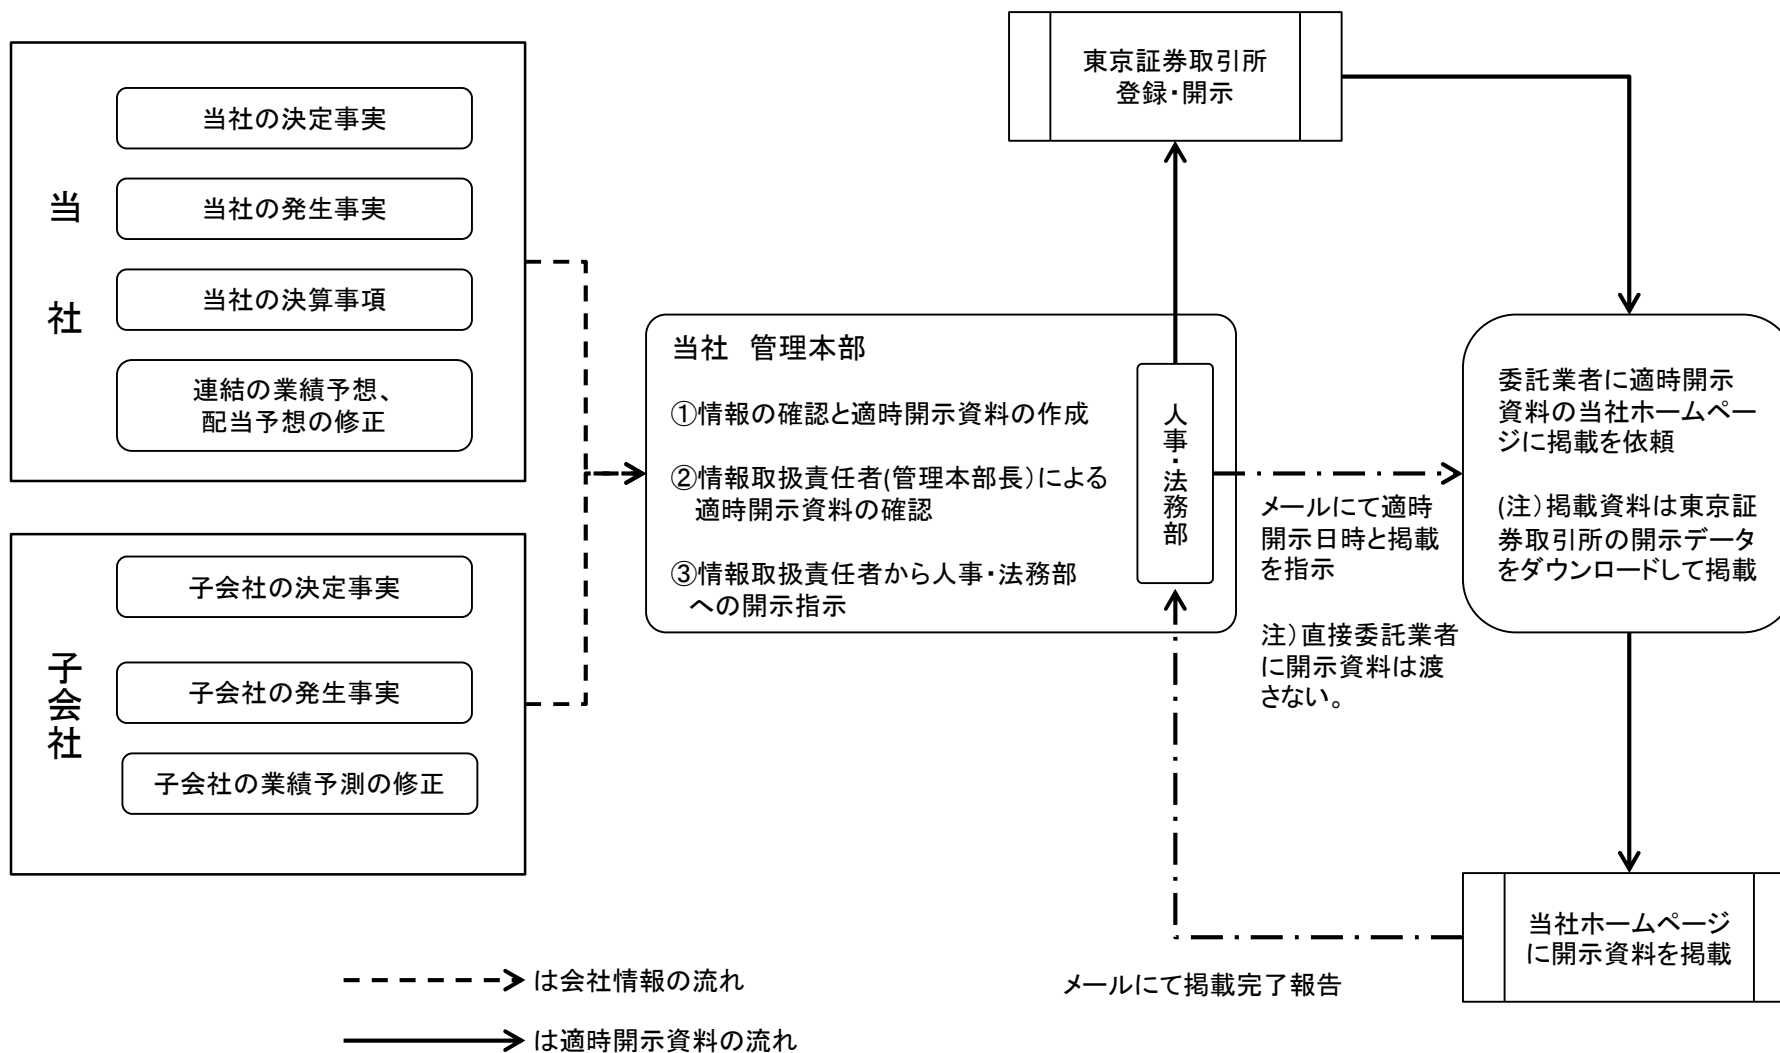 当
社
当社の決定事実
当社の発生事実
当社の決算事項
連結の業績予想、
配当予想の修正
子会社
子会社の決定事実
子会社の発生事実
子会社の業績予測の修正
当社　管理本部
①情報の確認と適時開示資料の作成
②情報取扱責任者(管理本部長)による
適時開示資料の確認
③情報取扱責任者から人事・法務部
への開示指示
人事・法務部
東京証券取引所
登録・開示
メールにて適時
開示日時と掲載
を指示
注)直接委託業者
に開示資料は渡
さない。
委託業者に適時開示
資料の当社ホームペー
ジに掲載を依頼
(注)掲載資料は東京証
券取引所の開示データ
をダウンロードして掲載
当社ホームページ
に開示資料を掲載
メールにて掲載完了報告
は会社情報の流れ
は適時開示資料の流れ